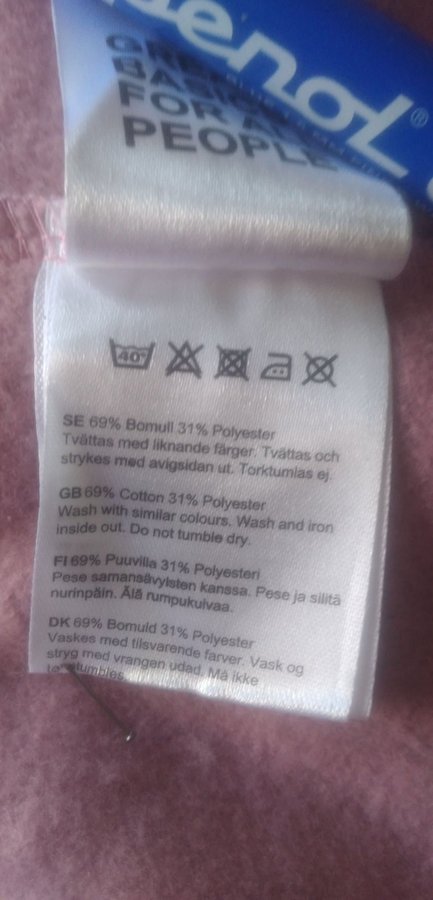 enol®
GRE
BASIC
FOR A
PEOPLE
40°
SE 69% Bomull 31% Polyester
Tvättas med liknande färger. Tvättas och
strykes med avigsidan ut. Torktumlas ej.
GB 69% Cotton 31% Polyester
Wash with similar colours. Wash and iron
inside out. Do not tumble dry.
FI 69% Puuvilla 31% Polyesteri
Pese samansävyisten kanssa. Pese ja silitä
nurinpäin. Älä rumpukuivaa.
DK 69% Bomuld 31% Polyester
Vaskes med tilsvarende farver. Vask og
stryg med vrangen udad. Må ikke